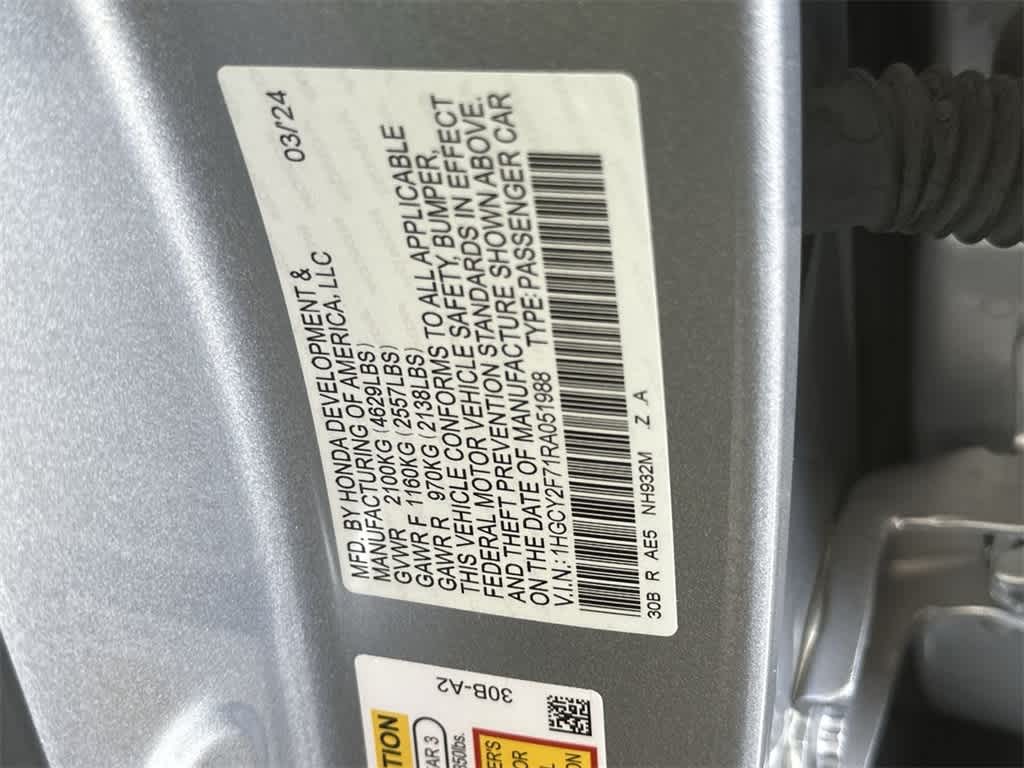 03/'24
MFD. BY HONDA DEVELOPMENT &
MANUFACTURING OF AMERICA, LLC
GVWR 2100KG (4629LBS)
GAWR F 1160KG (2557LBS)
GAWR R 970KG (2138LBS)
THIS VEHICLE CONFORMS TO ALL APPLICABLE
FEDERAL MOTOR VEHICLE SAFETY, BUMPER,
AND THEFT PREVENTION STANDARDS IN EFFECT
ON THE DATE OF MANUFACTURE SHOWN ABOVE.
V.I.N.: 1HGCY2F71RA051988 TYPE: PASSENGER CAR
30B R AE5 NH932M Z A
30B-A2